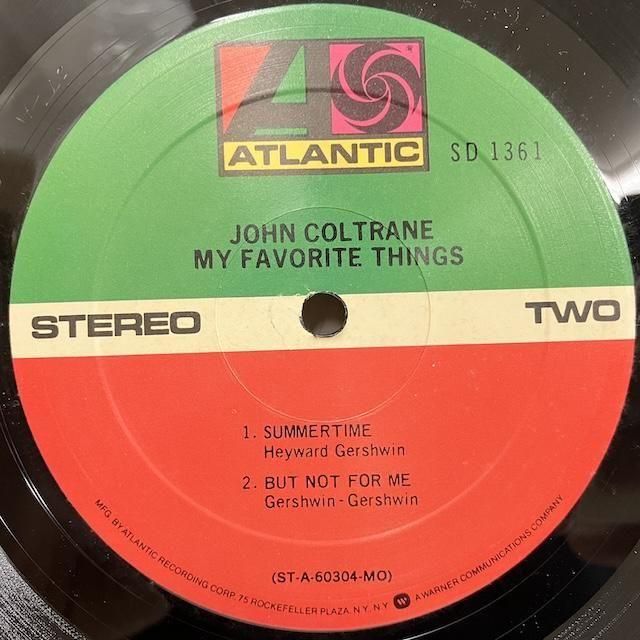 ATLANTIC
SD 1361
JOHN COLTRANE
MY FAVORITE THINGS
STEREO
TWO
1. SUMMERTIME
Heyward Gershwin
2. BUT NOT FOR ME
Gershwin - Gershwin
(ST-A-60304-MO)
MFG. BY ATLANTIC RECORDING CORP. 75 ROCKEFELLER PLAZA. N.Y. N.Y. A WARNER COMMUNICATIONS COMPANY